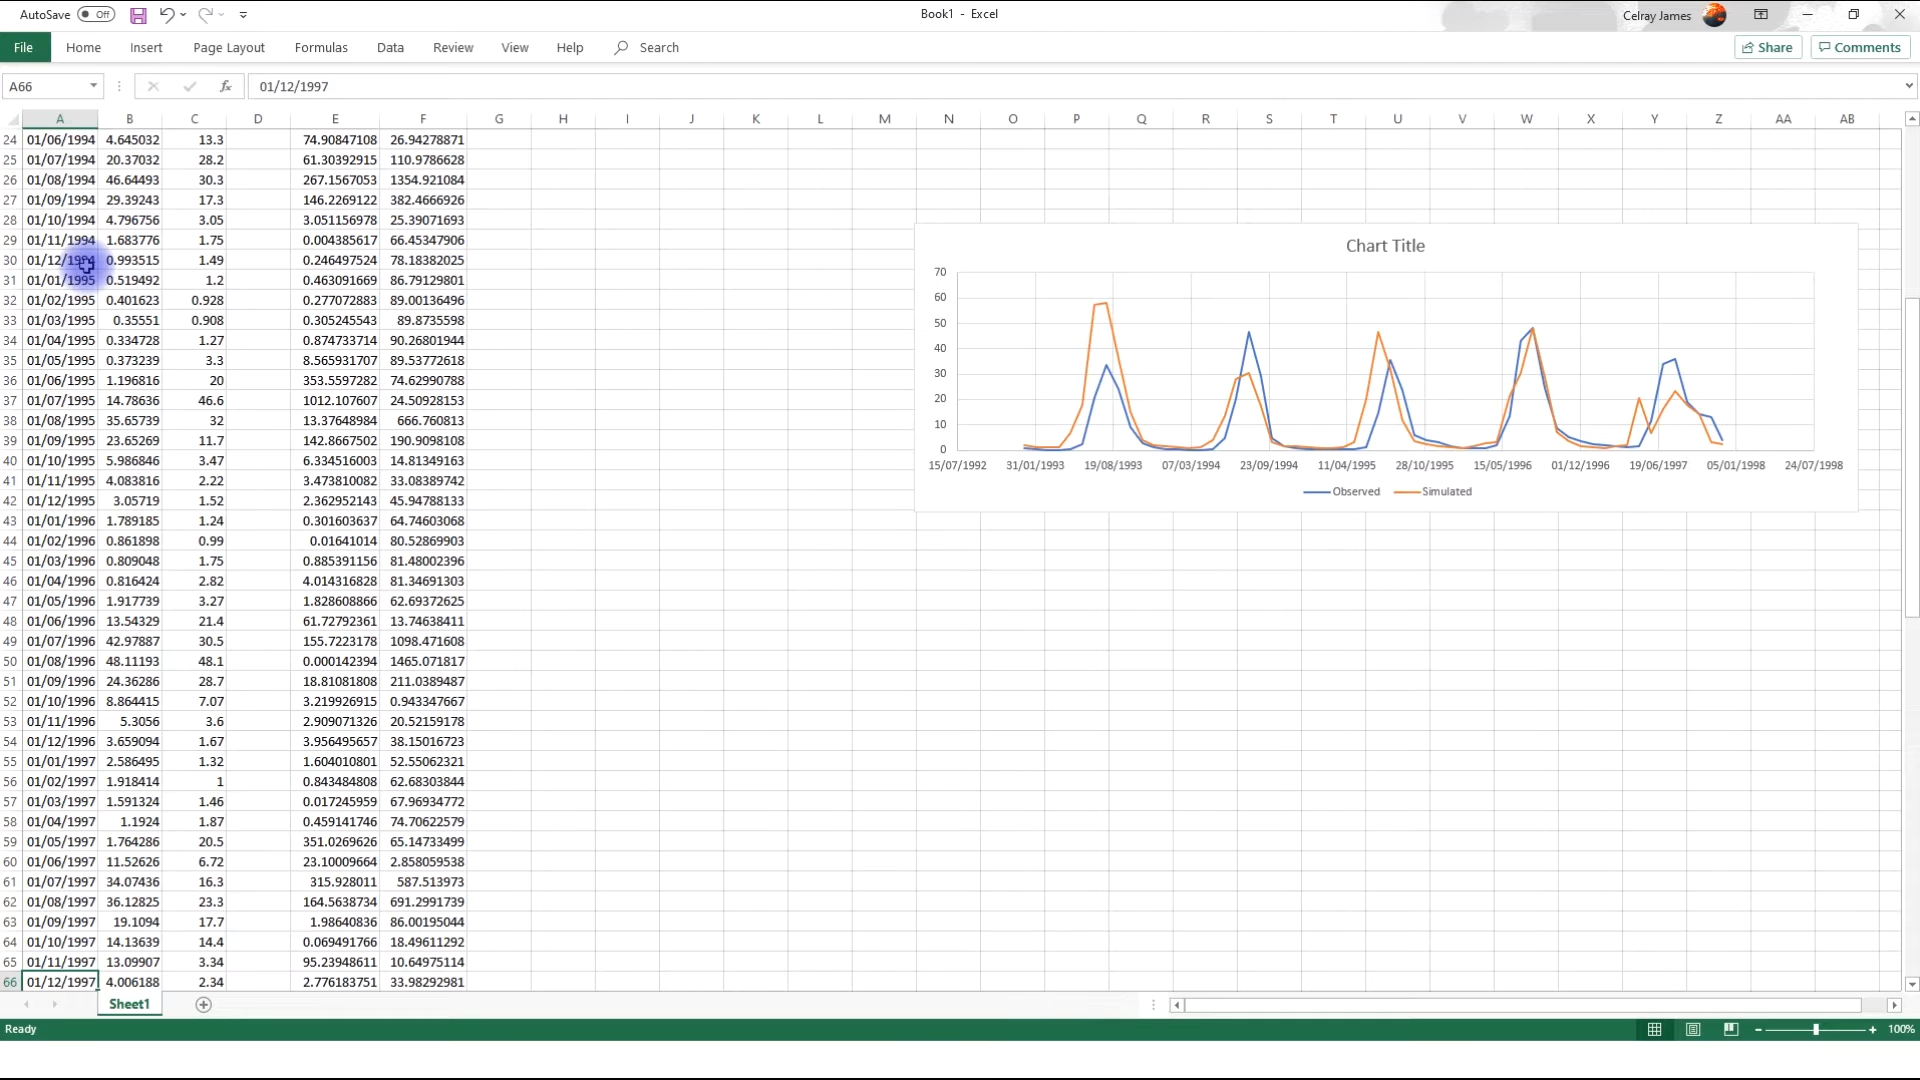 AutoSave Off
Book1 - Excel
Celray James
File Home Insert Page Layout Formulas Data Review View Help Search
Share Comments
A66 fx 01/12/1997
A B C D E F G H I J K L M N O P Q R S T U V W X Y Z AA AB
24 01/06/1994 4.645032 13.3 74.90847108 26.94278871
25 01/07/1994 20.37032 28.2 61.30392915 110.9786628
26 01/08/1994 46.64493 30.3 267.1567053 1354.921084
27 01/09/1994 29.39243 17.3 146.2269122 382.4666926
28 01/10/1994 4.796756 3.05 3.051156978 25.39071693
29 01/11/1994 1.683776 1.75 0.004385617 66.45347906
30 01/12/1994 0.993515 1.49 0.246497524 78.18382025
31 01/01/1995 0.519492 1.2 0.463091669 86.79129801
32 01/02/1995 0.401623 0.928 0.277072883 89.00136496
33 01/03/1995 0.35551 0.908 0.305245543 89.8735598
34 01/04/1995 0.334728 1.27 0.874733714 90.26801944
35 01/05/1995 0.373239 3.3 8.565931707 89.53772618
36 01/06/1995 1.196816 20 353.5597282 74.62990788
37 01/07/1995 14.78636 46.6 1012.107607 24.50928153
38 01/08/1995 35.65739 32 13.37648984 666.760813
39 01/09/1995 23.65269 11.7 142.8667502 190.9098108
40 01/10/1995 5.986846 3.47 6.334516003 14.81349163
41 01/11/1995 4.083816 2.22 3.473810082 33.08389742
42 01/12/1995 3.05719 1.52 2.362952143 45.94788133
43 01/01/1996 1.789185 1.24 0.301603637 64.74603068
44 01/02/1996 0.861898 0.99 0.01641014 80.52869903
45 01/03/1996 0.809048 1.75 0.885391156 81.48002396
46 01/04/1996 0.816424 2.82 4.014316828 81.34691303
47 01/05/1996 1.917739 3.27 1.828608866 62.69372625
48 01/06/1996 13.54329 21.4 61.72792361 13.74638411
49 01/07/1996 42.97887 30.5 155.7223178 1098.471608
50 01/08/1996 48.11193 48.1 0.000142394 1465.071817
51 01/09/1996 24.36286 28.7 18.81081808 211.0389487
52 01/10/1996 8.864415 7.07 3.219926915 0.943347667
53 01/11/1996 5.3056 3.6 2.909071326 20.52159178
54 01/12/1996 3.659094 1.67 3.956495657 38.15016723
55 01/01/1997 2.586495 1.32 1.604010801 52.55062321
56 01/02/1997 1.918414 1 0.843484808 62.68303844
57 01/03/1997 1.591324 1.46 0.017245959 67.96934772
58 01/04/1997 1.1924 1.87 0.459141746 74.70622579
59 01/05/1997 1.764286 20.5 351.0269626 65.14733499
60 01/06/1997 11.52626 6.72 23.10009664 2.858059538
61 01/07/1997 34.07436 16.3 315.928011 587.513973
62 01/08/1997 36.12825 23.3 164.5638734 691.2991739
63 01/09/1997 19.1094 17.7 1.98640836 86.00195044
64 01/10/1997 14.13639 14.4 0.069491766 18.49611292
65 01/11/1997 13.09907 3.34 95.23948611 10.64975114
66 01/12/1997 4.006188 2.34 2.776183751 33.98292981
Chart Title
70
60
50
40
30
20
10
0
15/07/1992 31/01/1993 19/08/1993 07/03/1994 23/09/1994 11/04/1995 28/10/1995 15/05/1996 01/12/1996 19/06/1997 05/01/1998 24/07/1998
Observed Simulated
Sheet1
Ready
100%